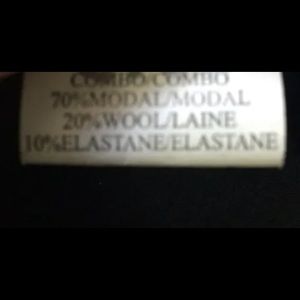 COMBO/COMBO
70%MODAL/MODAL
20%WOOL/LAINE
10%ELASTANE/ELASTANE